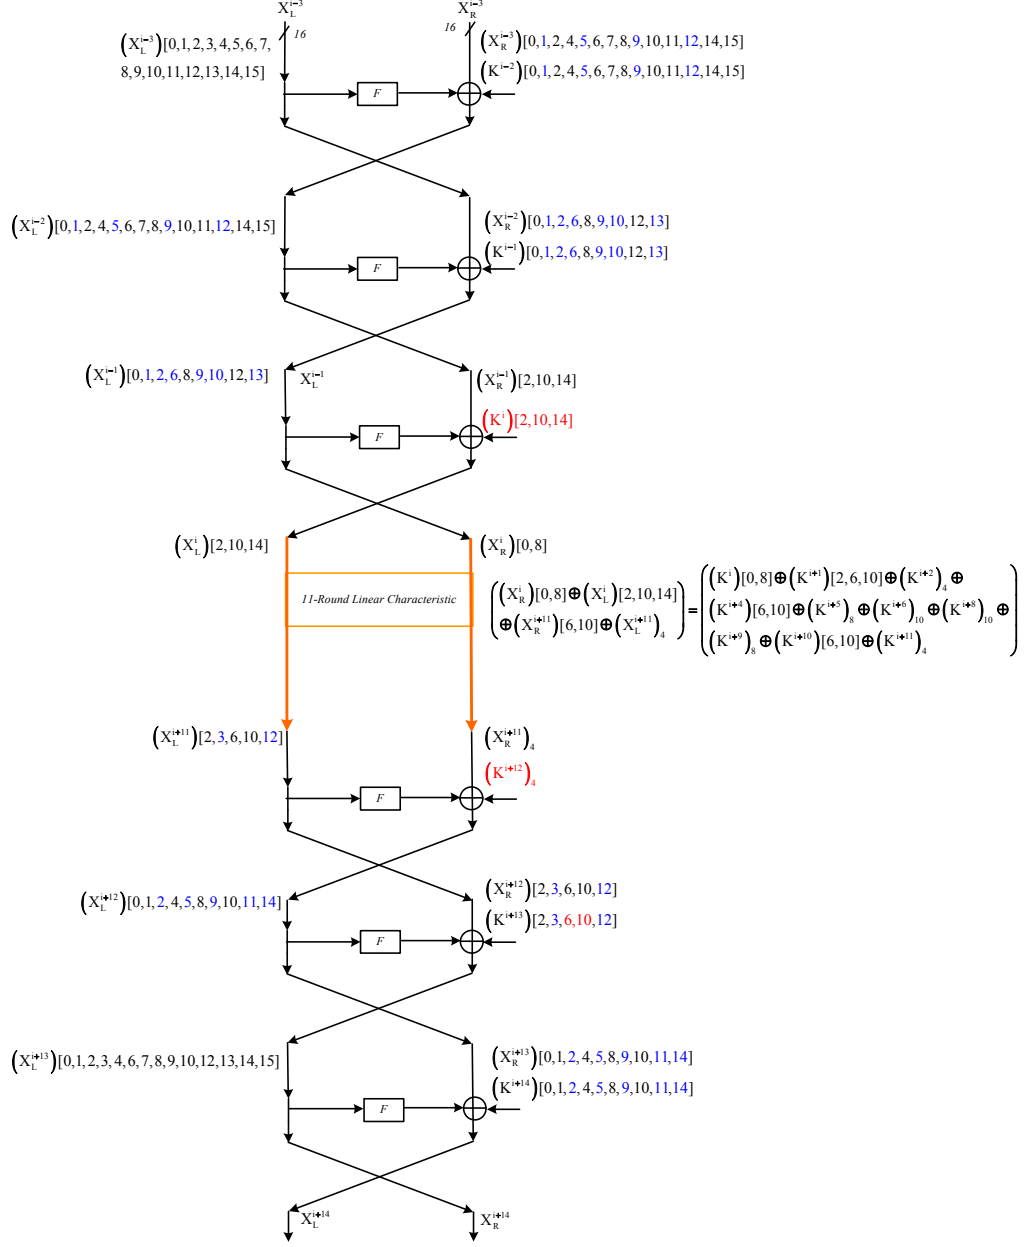 X_L^{i-3} X_R^{i-3}
16 16
(X_L^{i-3})[0,1,2,3,4,5,6,7,
8,9,10,11,12,13,14,15]
(X_R^{i-3})[0,1,2,4,5,6,7,8,9,10,11,12,14,15]
(K^{i-2})[0,1,2,4,5,6,7,8,9,10,11,12,14,15]
F
(X_L^{i-2})[0,1,2,4,5,6,7,8,9,10,11,12,14,15]
(X_R^{i-2})[0,1,2,6,8,9,10,12,13]
(K^{i-1})[0,1,2,6,8,9,10,12,13]
F
(X_L^{i-1})[0,1,2,6,8,9,10,12,13]
X_L^{i-1}
(X_R^{i-1})[2,10,14]
(K^i)[2,10,14]
F
(X_L^i)[2,10,14]
(X_R^i)[0,8]
11-Round Linear Characteristic
((X_R^i)[0,8]⊕(X_L^i)[2,10,14]
⊕(X_R^{i+11})[6,10]⊕(X_L^{i+11})_4)
=
((K^i)[0,8]⊕(K^{i+1})[2,6,10]⊕(K^{i+2})_4⊕
(K^{i+4})[6,10]⊕(K^{i+5})_8⊕(K^{i+6})_{10}⊕(K^{i+8})_{10}⊕
(K^{i+9})_8⊕(K^{i+10})[6,10]⊕(K^{i+11})_4)
(X_L^{i+11})[2,3,6,10,12]
(X_R^{i+11})_4
(K^{i+12})_4
F
(X_L^{i+12})[0,1,2,4,5,8,9,10,11,14]
(X_R^{i+12})[2,3,6,10,12]
(K^{i+13})[2,3,6,10,12]
F
(X_L^{i+13})[0,1,2,3,4,6,7,8,9,10,12,13,14,15]
(X_R^{i+13})[0,1,2,4,5,8,9,10,11,14]
(K^{i+14})[0,1,2,4,5,8,9,10,11,14]
F
X_L^{i+14} X_R^{i+14}